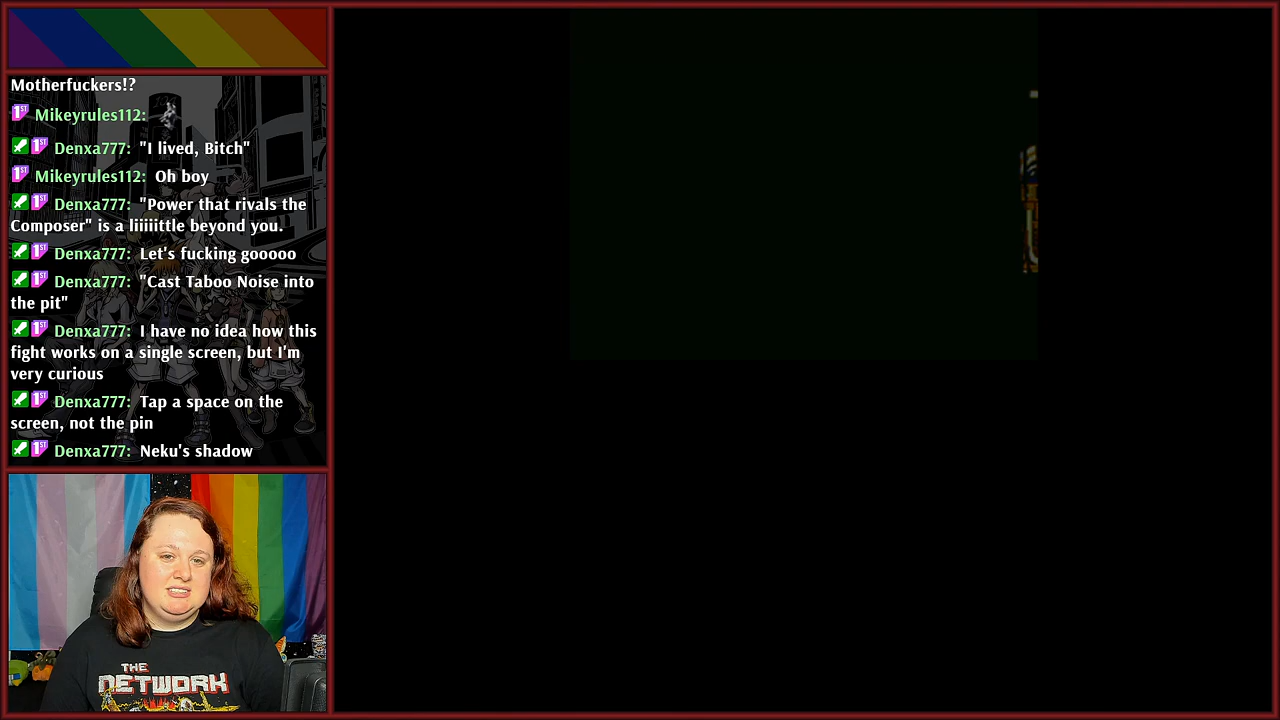 Motherfuckers!?
Mikeyrules112:
Denxa777: "I lived, Bitch"
Mikeyrules112: Oh boy
Denxa777: "Power that rivals the
Composer" is a liiiiittle beyond you.
Denxa777: Let's fucking gooooo
Denxa777: "Cast Taboo Noise into
the pit"
Denxa777: I have no idea how this
fight works on a single screen, but I'm
very curious
Denxa777: Tap a space on the
screen, not the pin
Denxa777: Neku's shadow
THE
NETWORK